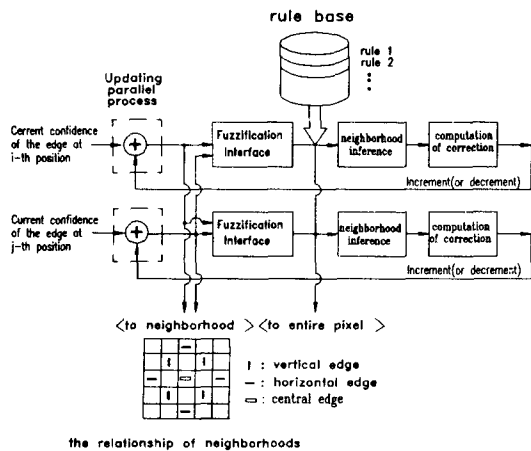 rule base
rule 1
rule 2
Updating
parallel
process
Cerrent confidence
of the edge at
i-th position
Fuzzification
Interface
neighborhood
inference
computation
of correction
Increment(or decrement)
Current confidence
of the edge at
j-th position
Fuzzification
Interface
neighborhood
inference
computation
of correction
Increment(or decrement)
<to neighborhood > <to entire pixel >
: vertical edge
: horizontal edge
: central edge
the relationship of neighborhoods